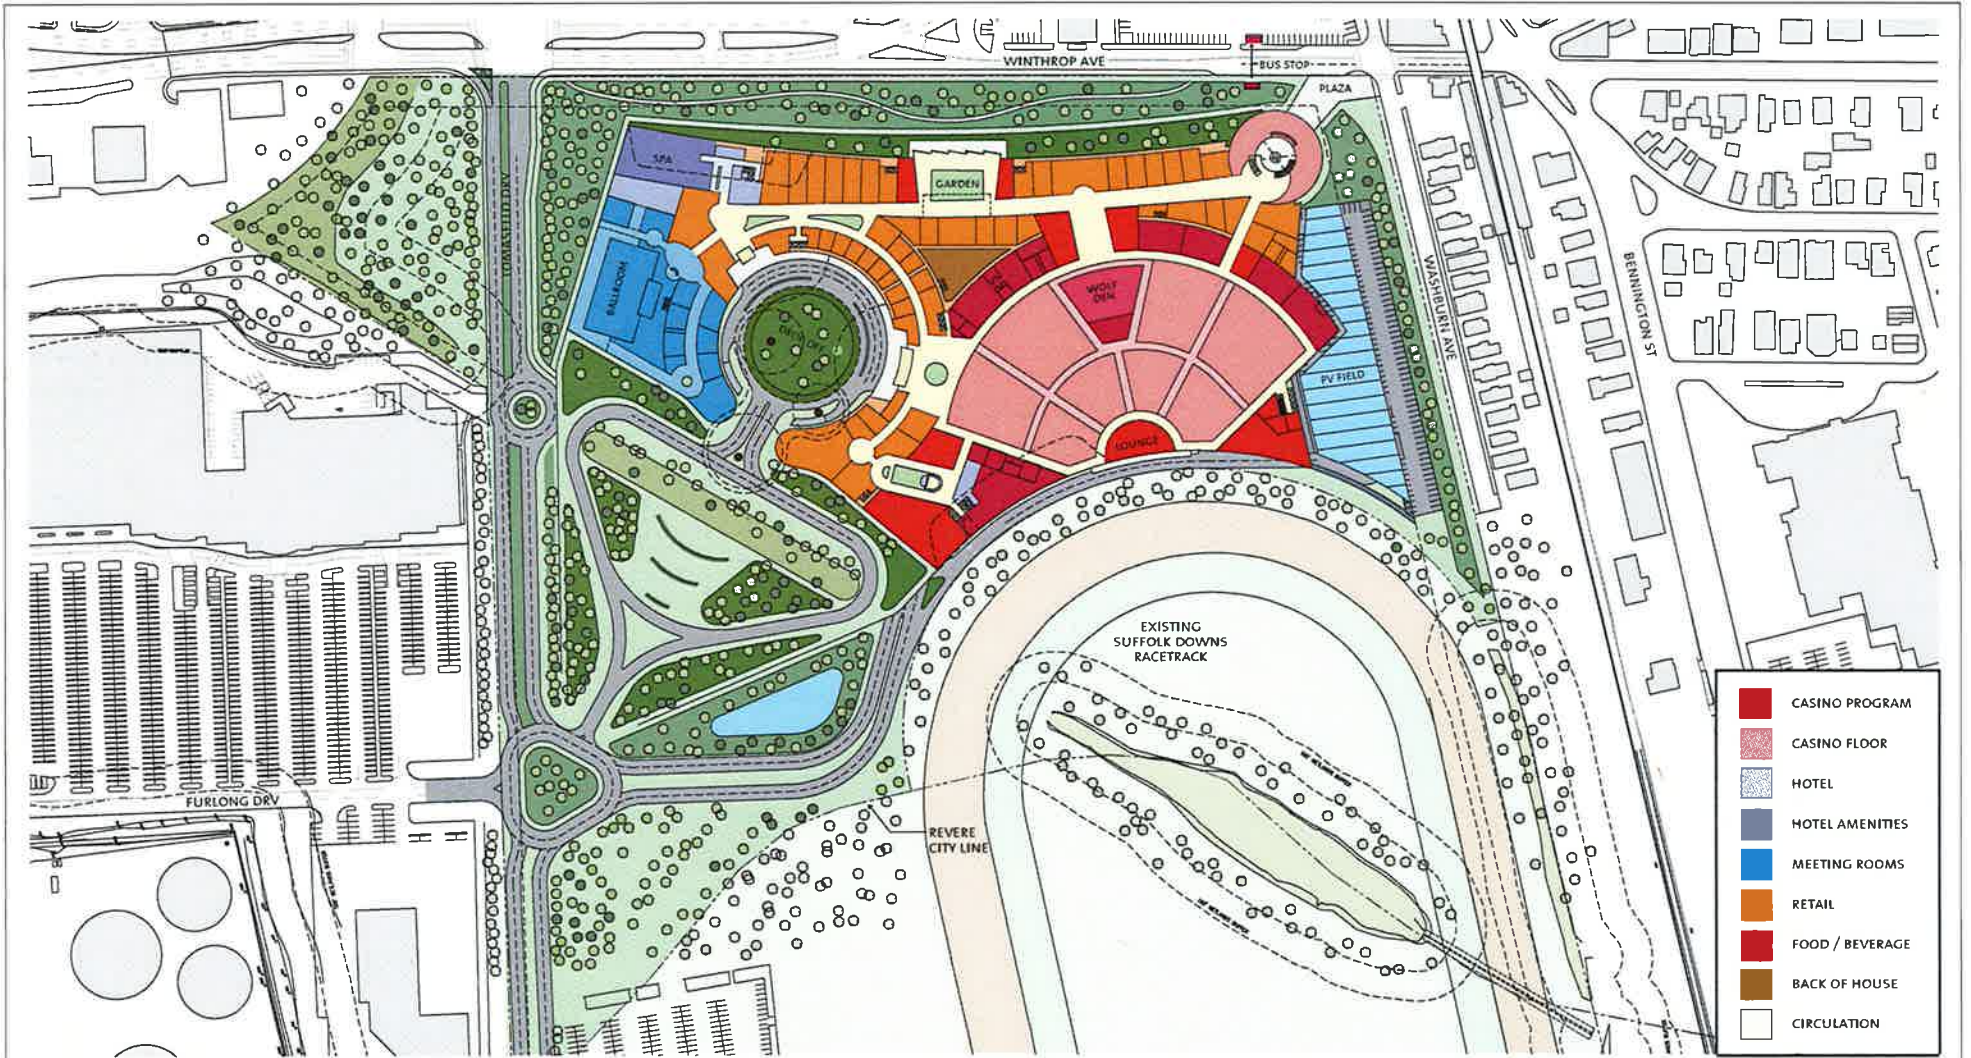 WINTHROP AVE
BUS STOP
PLAZA
SPA
GARDEN
BALLROOM
WOLF
DEN
PV FIELD
LOUNGE
WASHBURN AVE
BENNINGTON ST
EXISTING
SUFFOLK DOWNS
RACETRACK
FURLONG DRV
REVERE
CITY LINE
CASINO PROGRAM
CASINO FLOOR
HOTEL
HOTEL AMENITIES
MEETING ROOMS
RETAIL
FOOD / BEVERAGE
BACK OF HOUSE
CIRCULATION